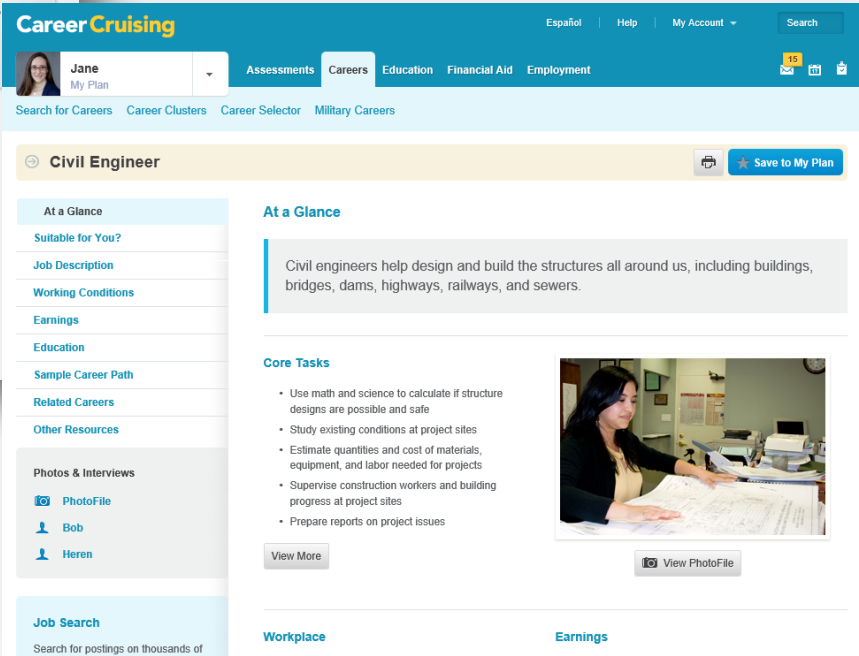 Career Cruising
Español
Help
My Account
Search
Jane
My Plan
Assessments
Careers
Education
Financial Aid
Employment
15
Search for Careers
Career Clusters
Career Selector
Military Careers
Civil Engineer
Save to My Plan
At a Glance
Suitable for You?
Job Description
Working Conditions
Earnings
Education
Sample Career Path
Related Careers
Other Resources
Photos & Interviews
PhotoFile
Bob
Heren
Job Search
Search for postings on thousands of
At a Glance
Civil engineers help design and build the structures all around us, including buildings,
bridges, dams, highways, railways, and sewers.
Core Tasks
• Use math and science to calculate if structure
designs are possible and safe
• Study existing conditions at project sites
• Estimate quantities and cost of materials,
equipment, and labor needed for projects
• Supervise construction workers and building
progress at project sites
• Prepare reports on project issues
View More
View PhotoFile
Workplace
Earnings